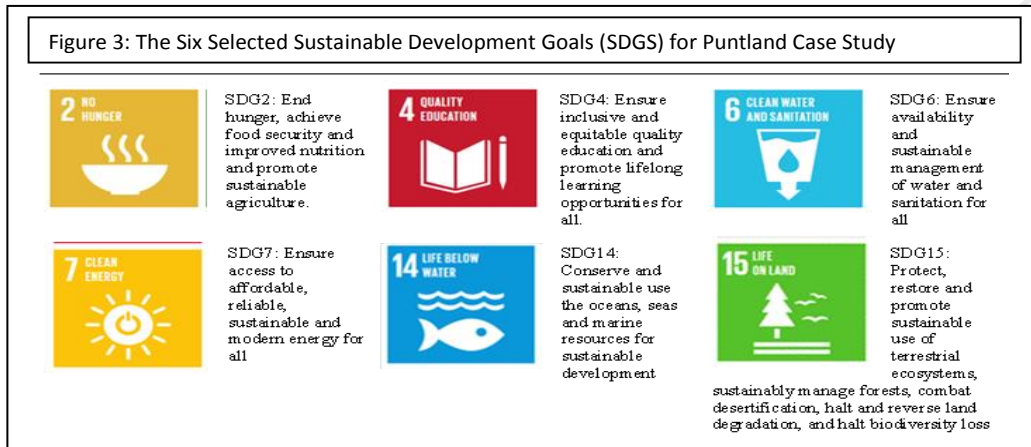 Figure 3: The Six Selected Sustainable Development Goals (SDGS) for Puntland Case Study
2 NO
HUNGER
SDG2: End
hunger, achieve
food security and
improved nutrition
and promote
sustainable
agriculture.
4 QUALITY
EDUCATION
SDG4: Ensure
inclusive and
equitable quality
education and
promote lifelong
learning
opportunities for
all.
6 CLEAN WATER
AND SANITATION
SDG6: Ensure
availability
and
sustainable
management
of water and
sanitation for
all
7 CLEAN
ENERGY
SDG7: Ensure
access to
affordable,
reliable,
sustainable and
modern energy for
all
14 LIFE BELOW
WATER
SDG14:
Conserve and
sustainable use
the oceans, seas
and marine
resources for
sustainable
development
15 LIFE
ON LAND
SDG15:
Protect,
restore and
promote
sustainable
use of
terrestrial
ecosystems,
sustainably manage forests, combat
desertification, halt and reverse land
degradation, and halt biodiversity loss